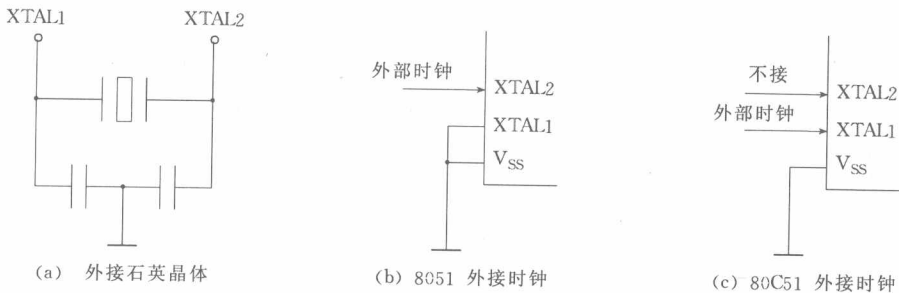 XTAL1
XTAL2
(a) 外接石英晶体
外部时钟
XTAL2
XTAL1
VSS
(b) 8051 外接时钟
不接
XTAL2
外部时钟
XTAL1
VSS
(c) 80C51 外接时钟